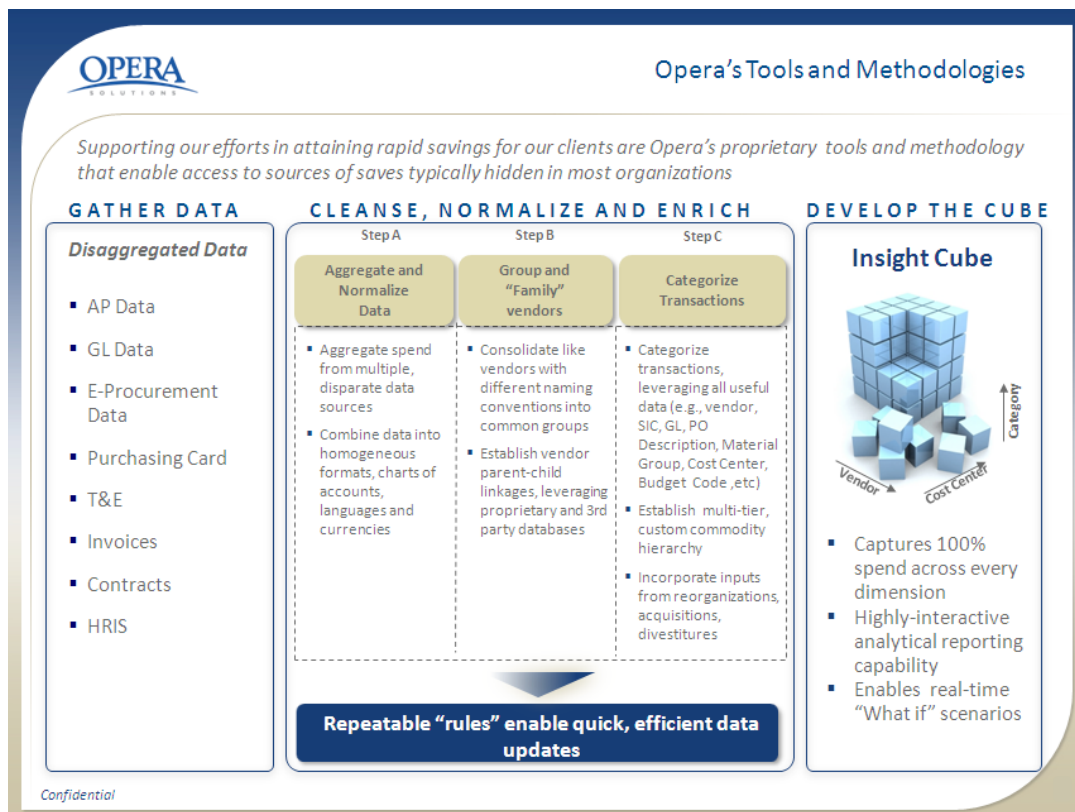 OPERA
SOLUTIONS
Opera's Tools and Methodologies
Supporting our efforts in attaining rapid savings for our clients are Opera's proprietary tools and methodology
that enable access to sources of saves typically hidden in most organizations
GATHER DATA
Disaggregated Data
▪ AP Data
▪ GL Data
▪ E-Procurement
Data
▪ Purchasing Card
▪ T&E
▪ Invoices
▪ Contracts
▪ HRIS
CLEANSE, NORMALIZE AND ENRICH
Step A
Aggregate and
Normalize
Data
▪ Aggregate spend
from multiple,
disparate data
sources
▪ Combine data into
homogeneous
formats, charts of
accounts,
languages and
currencies
Step B
Group and
"Family"
vendors
▪ Consolidate like
vendors with
different naming
conventions into
common groups
▪ Establish vendor
parent-child
linkages, leveraging
proprietary and 3rd
party databases
Step C
Categorize
Transactions
▪ Categorize
transactions,
leveraging all useful
data (e.g., vendor,
SIC, GL, PO
Description, Material
Group, Cost Center,
Budget Code ,etc)
▪ Establish multi-tier,
custom commodity
hierarchy
▪ Incorporate inputs
from reorganizations,
acquisitions,
divestitures
Repeatable "rules" enable quick, efficient data
updates
DEVELOP THE CUBE
Insight Cube
Category
Vendor
Cost Center
▪ Captures 100%
spend across every
dimension
▪ Highly-interactive
analytical reporting
capability
▪ Enables real-time
"What if" scenarios
Confidential